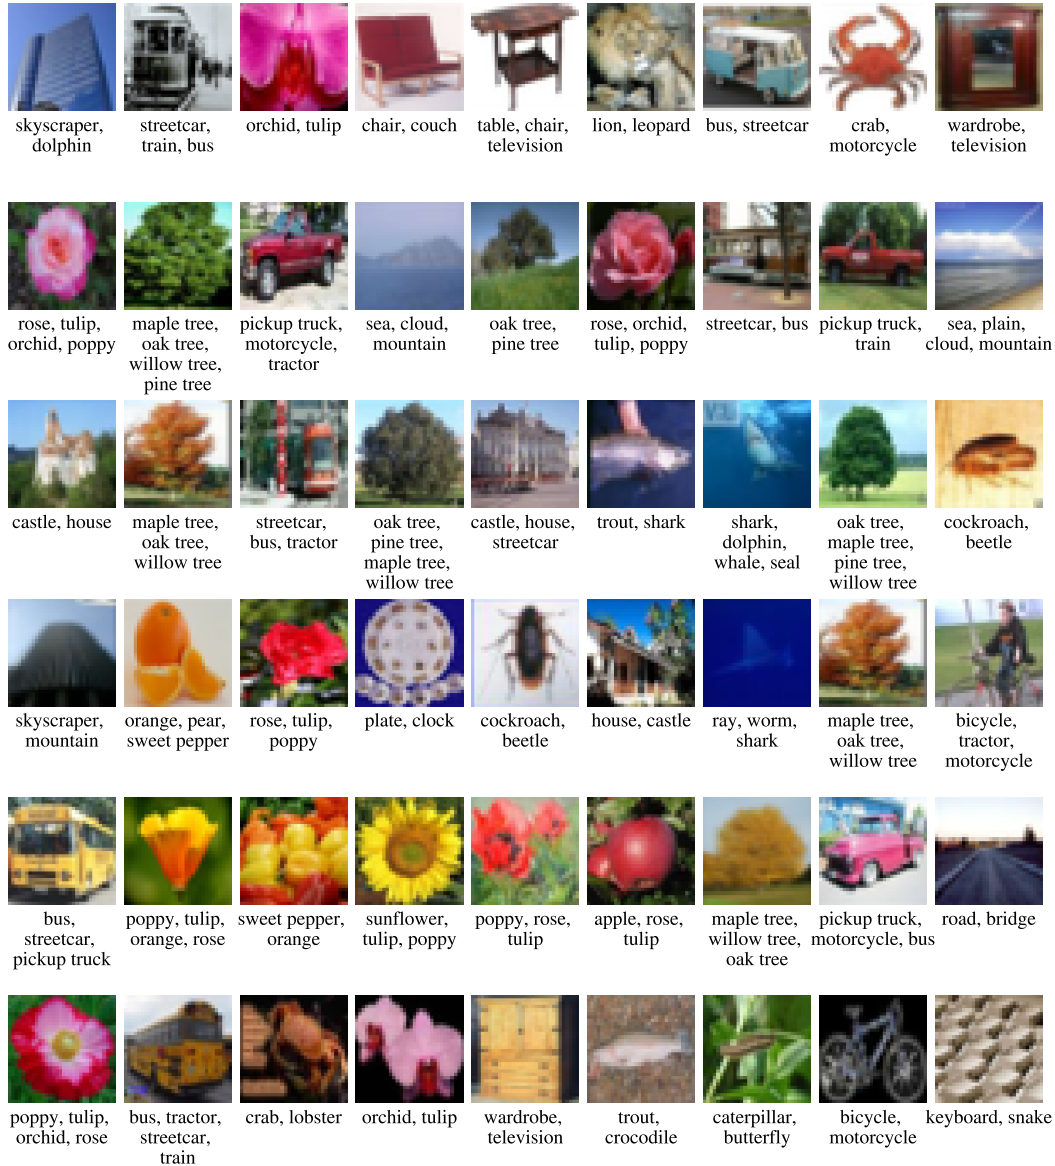 skyscraper,
dolphin
streetcar,
train, bus
orchid, tulip
chair, couch
table, chair,
television
lion, leopard
bus, streetcar
crab,
motorcycle
wardrobe,
television
rose, tulip,
orchid, poppy
maple tree,
oak tree,
willow tree,
pine tree
pickup truck,
motorcycle,
tractor
sea, cloud,
mountain
oak tree,
pine tree
rose, orchid,
tulip, poppy
streetcar, bus
pickup truck,
train
sea, plain,
cloud, mountain
castle, house
maple tree,
oak tree,
willow tree
streetcar,
bus, tractor
oak tree,
pine tree,
maple tree,
willow tree
castle, house,
streetcar
trout, shark
shark,
dolphin,
whale, seal
oak tree,
maple tree,
pine tree,
willow tree
cockroach,
beetle
skyscraper,
mountain
orange, pear,
sweet pepper
rose, tulip,
poppy
plate, clock
cockroach,
beetle
house, castle
ray, worm,
shark
maple tree,
oak tree,
willow tree
bicycle,
tractor,
motorcycle
bus,
streetcar,
pickup truck
poppy, tulip,
orange, rose
sweet pepper,
orange
sunflower,
tulip, poppy
poppy, rose,
tulip
apple, rose,
tulip
maple tree,
willow tree,
oak tree
pickup truck,
motorcycle, bus
road, bridge
poppy, tulip,
orchid, rose
bus, tractor,
streetcar,
train
crab, lobster
orchid, tulip
wardrobe,
television
trout,
crocodile
caterpillar,
butterfly
bicycle,
motorcycle
keyboard, snake